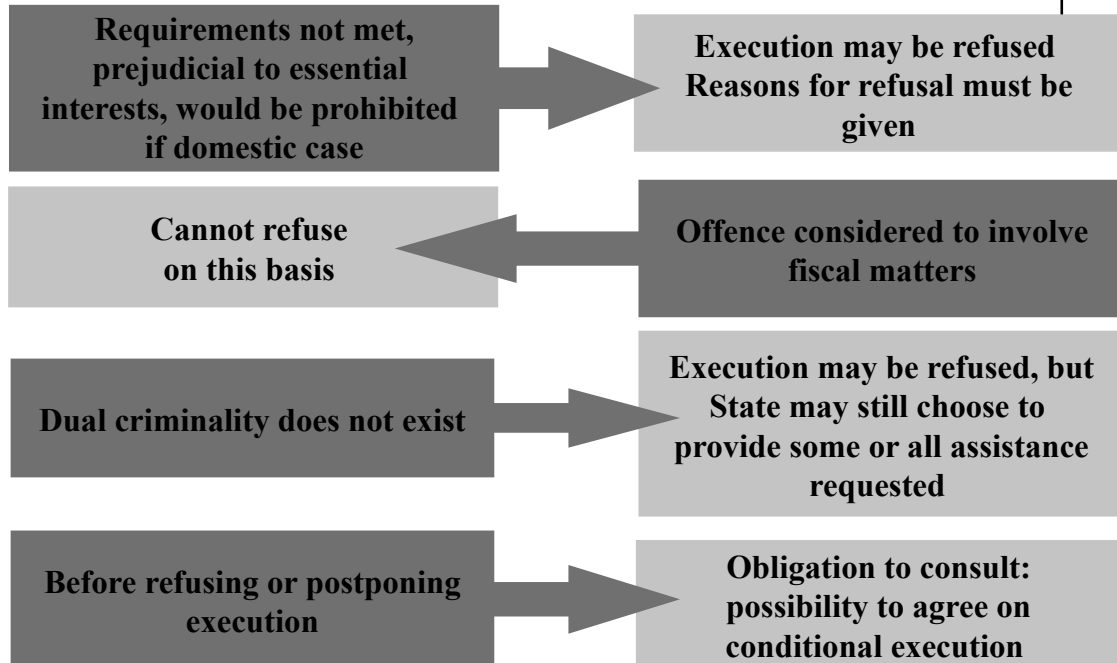 Requirements not met,
prejudicial to essential
interests, would be prohibited
if domestic case
Execution may be refused
Reasons for refusal must be
given
Cannot refuse
on this basis
Offence considered to involve
fiscal matters
Dual criminality does not exist
Execution may be refused, but
State may still choose to
provide some or all assistance
requested
Before refusing or postponing
execution
Obligation to consult:
possibility to agree on
conditional execution